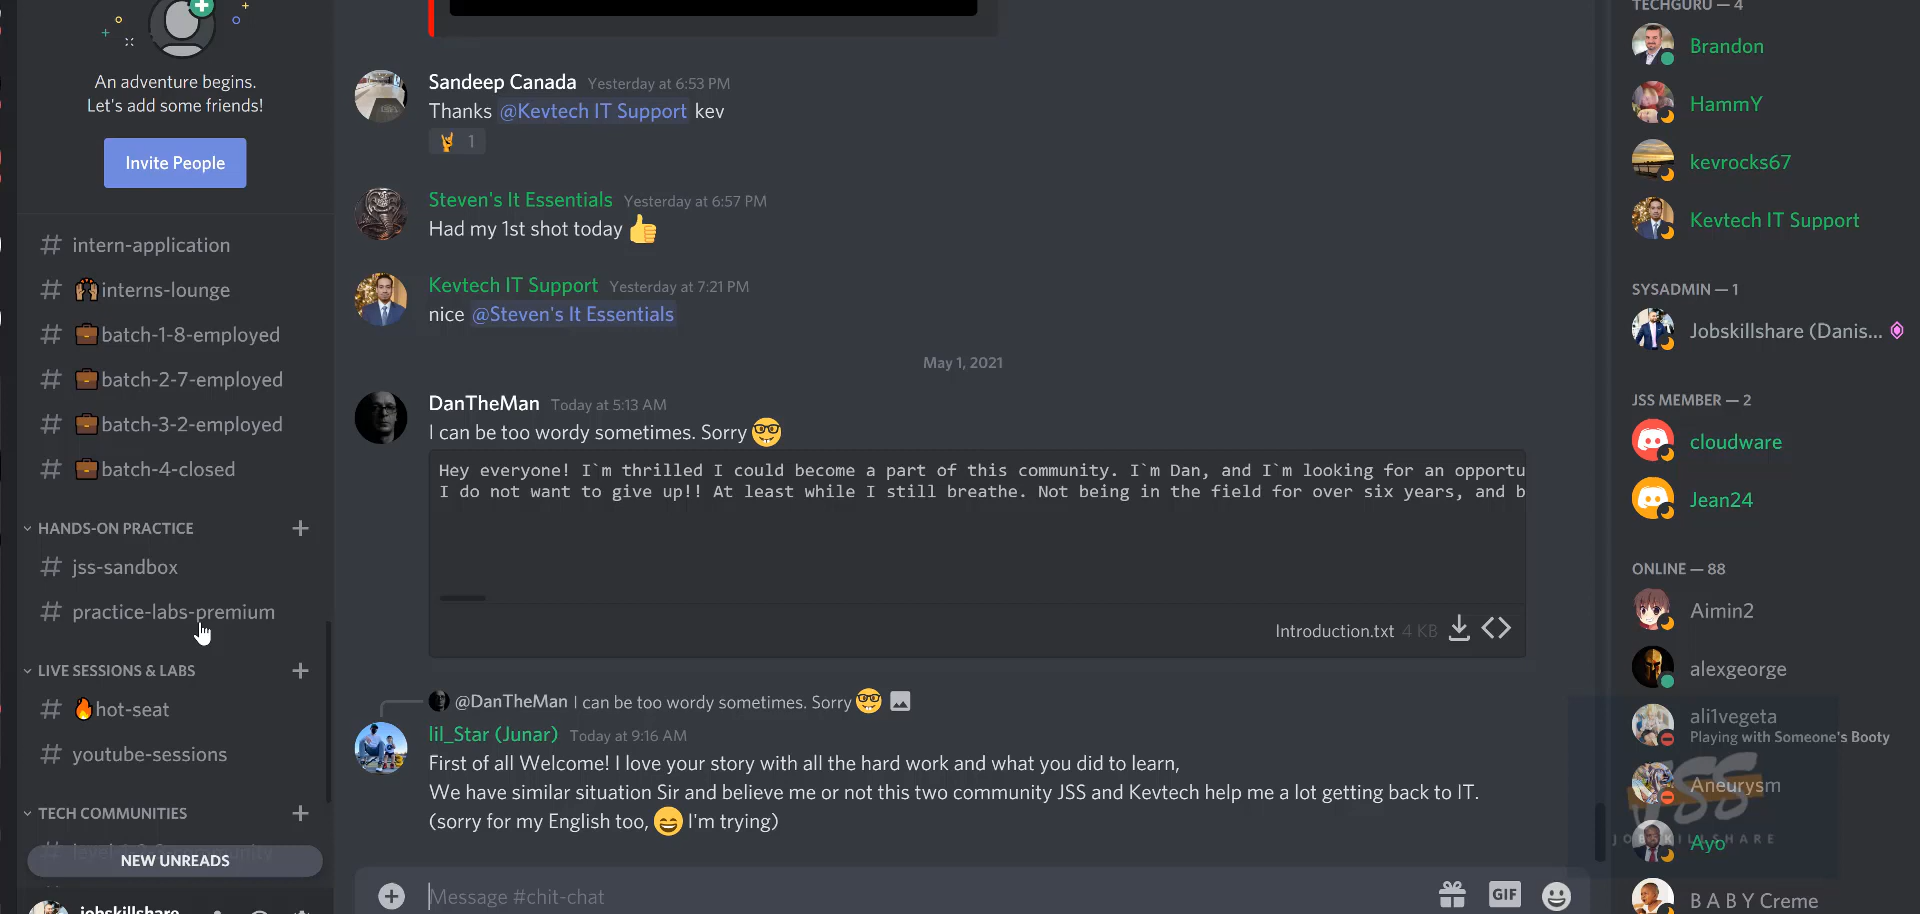 An adventure begins.
Let's add some friends!
Invite People
# intern-application
# interns-lounge
# batch-1-8-employed
# batch-2-7-employed
# batch-3-2-employed
# batch-4-closed
HANDS-ON PRACTICE +
# jss-sandbox
# practice-labs-premium
LIVE SESSIONS & LABS +
# hot-seat
# youtube-sessions
TECH COMMUNITIES +
NEW UNREADS
jobskillshare
Sandeep Canada Yesterday at 6:53 PM
Thanks @Kevtech IT Support kev
1
Steven's It Essentials Yesterday at 6:57 PM
Had my 1st shot today 👍
Kevtech IT Support Yesterday at 7:21 PM
nice @Steven's It Essentials
May 1, 2021
DanTheMan Today at 5:13 AM
I can be too wordy sometimes. Sorry 🤓
Hey everyone! I`m thrilled I could become a part of this community. I`m Dan, and I`m looking for an opportu
I do not want to give up!! At least while I still breathe. Not being in the field for over six years, and b
Introduction.txt 4 KB
@DanTheMan I can be too wordy sometimes. Sorry 🤓
lil_Star (Junar) Today at 9:16 AM
First of all Welcome! I love your story with all the hard work and what you did to learn,
We have similar situation Sir and believe me or not this two community JSS and Kevtech help me a lot getting back to IT.
(sorry for my English too, 😄 I'm trying)
Message #chit-chat
GIF
TECHGURU — 4
Brandon
HammY
kevrocks67
Kevtech IT Support
SYSADMIN — 1
Jobskillshare (Danis...
JSS MEMBER — 2
cloudware
Jean24
ONLINE — 88
Aimin2
alexgeorge
ali1vegeta
Playing with Someone's Booty
Aneurysm
JSS
JOBSKILLSHARE
Ayo
B A B Y Creme